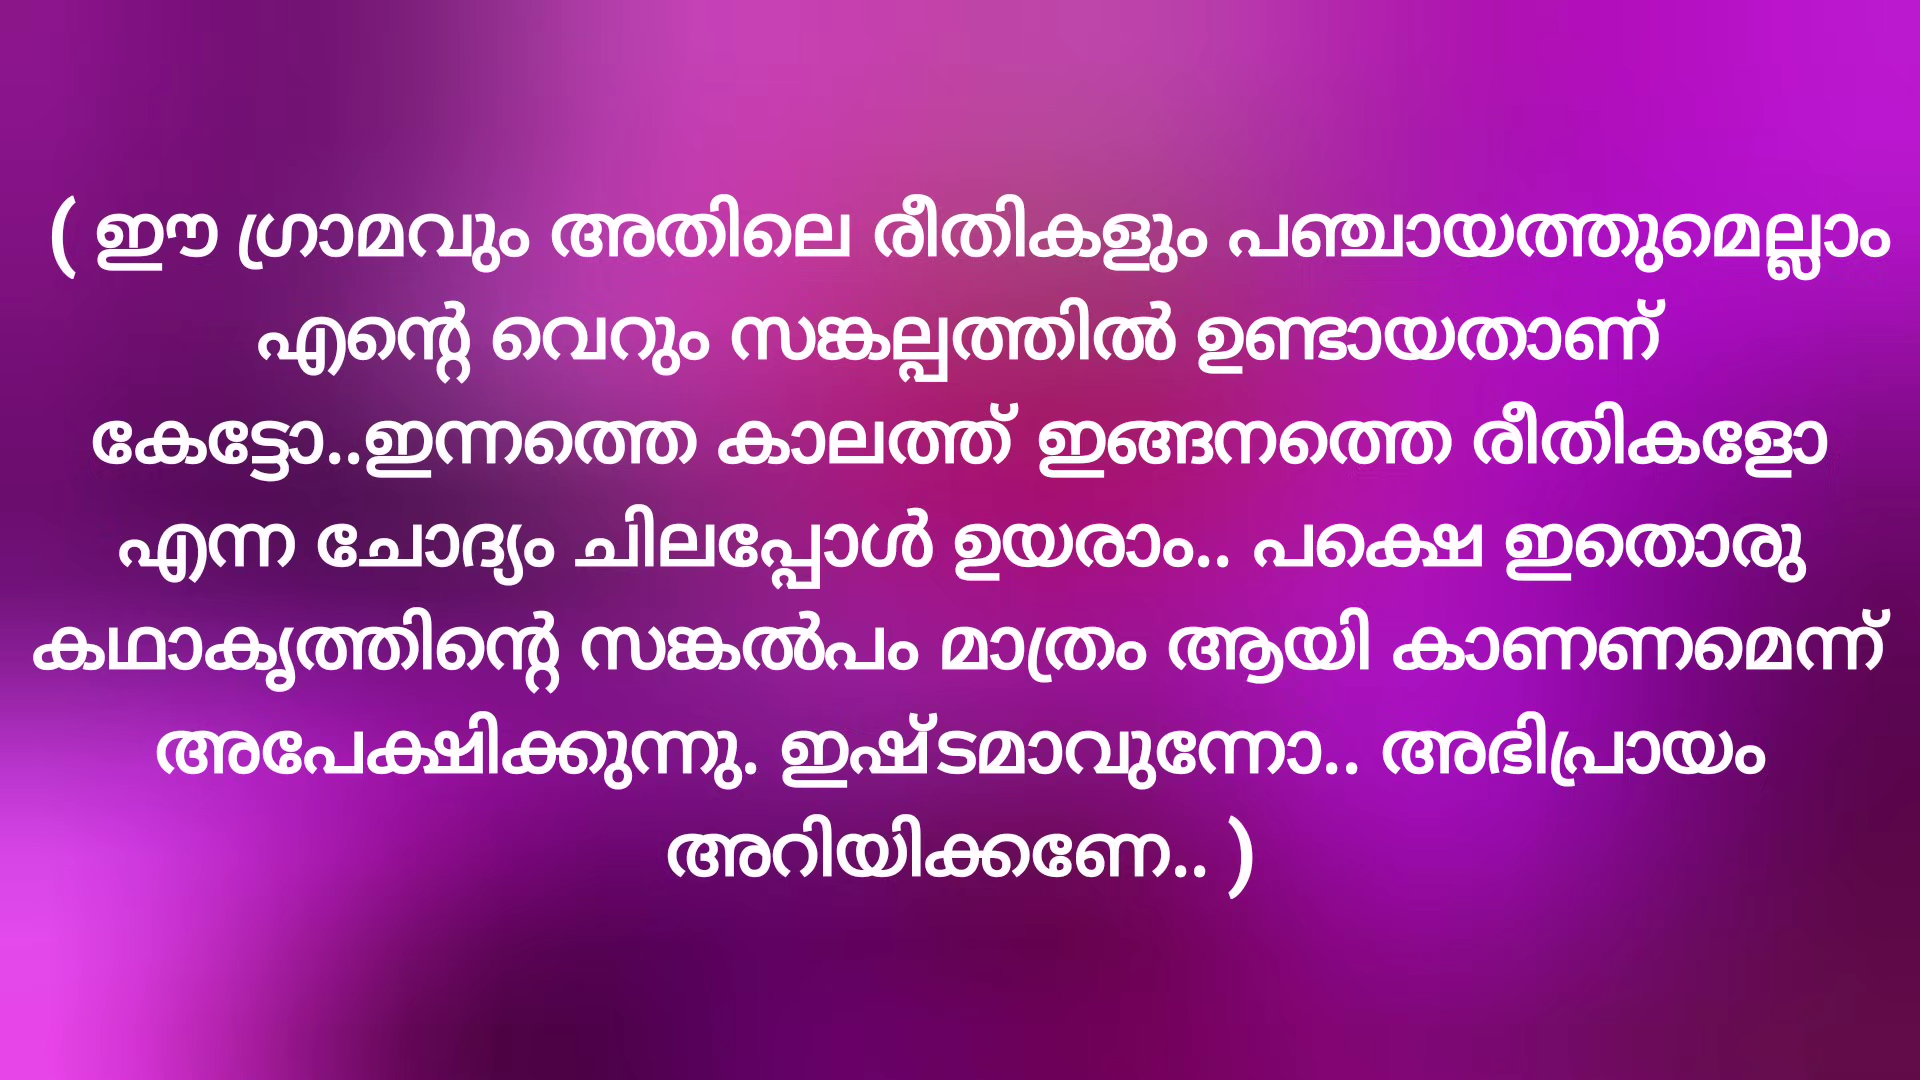 ( ഈ ഗ്രാമവും അതിലെ രീതികളും പഞ്ചായത്തുമെല്ലാം
എന്റെ വെറും സങ്കല്പത്തിൽ ഉണ്ടായതാണ്
കേട്ടോ..ഇന്നത്തെ കാലത്ത് ഇങ്ങനത്തെ രീതികളോ
എന്ന ചോദ്യം ചിലപ്പോൾ ഉയരാം.. പക്ഷെ ഇതൊരു
കഥാകൃത്തിന്റെ സങ്കൽപം മാത്രം ആയി കാണണമെന്ന്
അപേക്ഷിക്കുന്നു. ഇഷ്‌ടമാവുന്നോ.. അഭിപ്രായം
അറിയിക്കണേ.. )